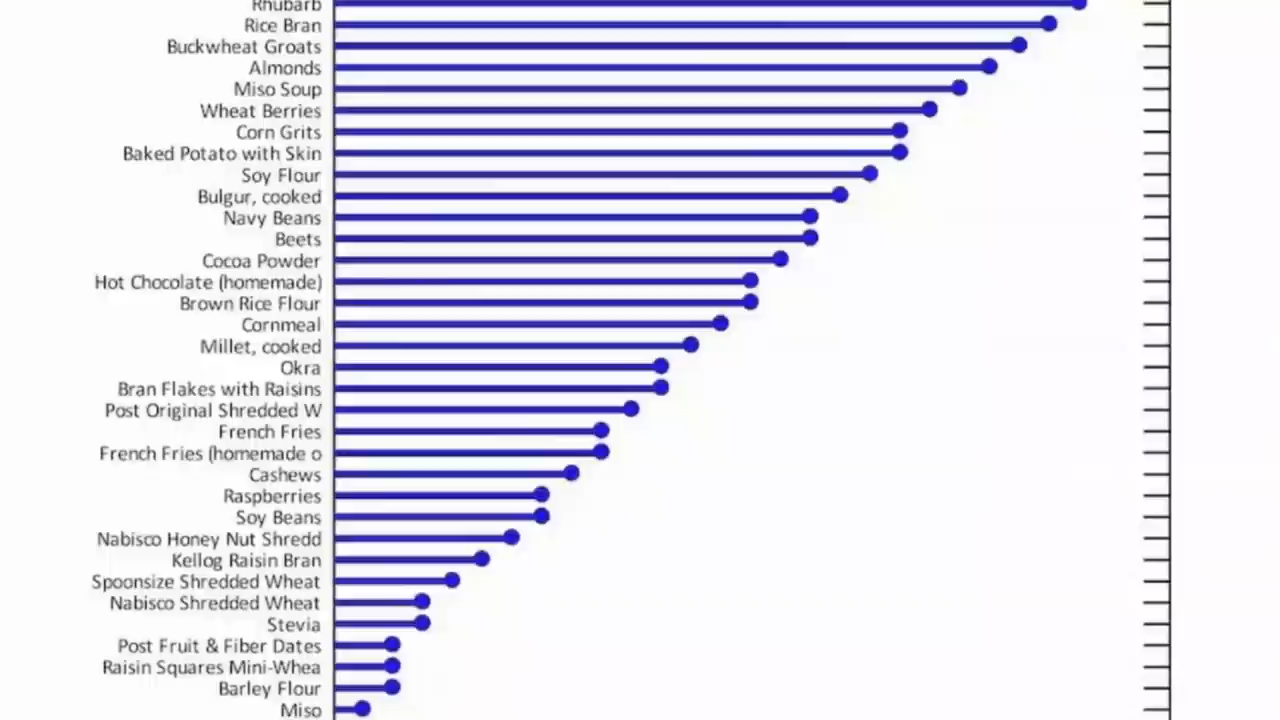 Rhubarb
Rice Bran
Buckwheat Groats
Almonds
Miso Soup
Wheat Berries
Corn Grits
Baked Potato with Skin
Soy Flour
Bulgur, cooked
Navy Beans
Beets
Cocoa Powder
Hot Chocolate (homemade)
Brown Rice Flour
Cornmeal
Millet, cooked
Okra
Bran Flakes with Raisins
Post Original Shredded W
French Fries
French Fries (homemade o
Cashews
Raspberries
Soy Beans
Nabisco Honey Nut Shredd
Kellog Raisin Bran
Spoonsize Shredded Wheat
Nabisco Shredded Wheat
Stevia
Post Fruit & Fiber Dates
Raisin Squares Mini-Whea
Barley Flour
Miso